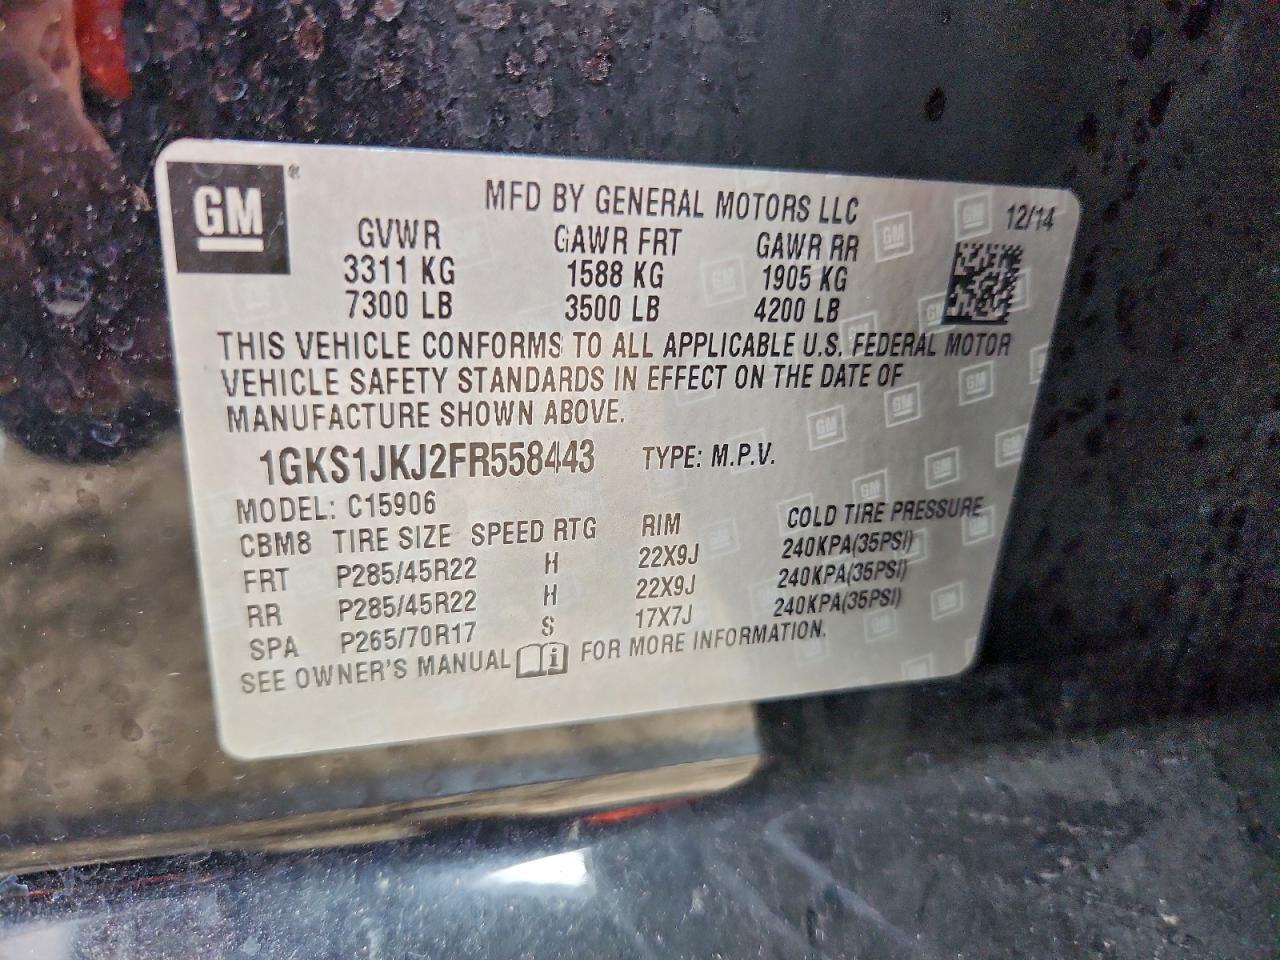 GM®
MFD BY GENERAL MOTORS LLC
12/14
GVWR GAWR FRT GAWR RR
3311 KG 1588 KG 1905 KG
7300 LB 3500 LB 4200 LB
THIS VEHICLE CONFORMS TO ALL APPLICABLE U.S. FEDERAL MOTOR
VEHICLE SAFETY STANDARDS IN EFFECT ON THE DATE OF
MANUFACTURE SHOWN ABOVE.
1GKS1JKJ2FR558443 TYPE: M.P.V.
MODEL: C15906
CBM8 TIRE SIZE SPEED RTG RIM COLD TIRE PRESSURE
FRT P285/45R22 H 22X9J 240KPA(35PSI)
RR P285/45R22 H 22X9J 240KPA(35PSI)
SPA P265/70R17 S 17X7J 240KPA(35PSI)
SEE OWNER'S MANUAL i FOR MORE INFORMATION.